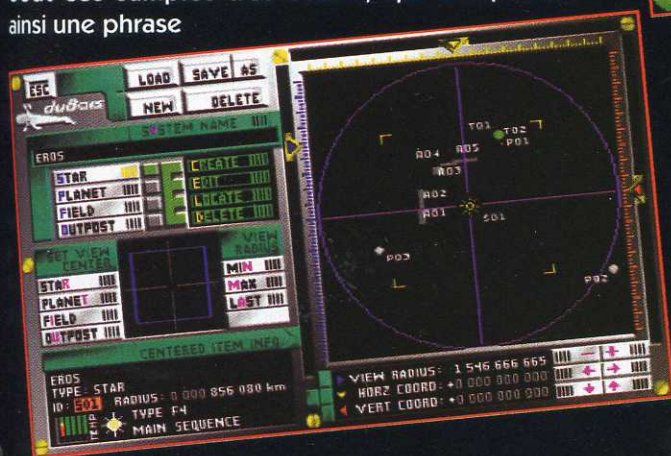 ainsi une phrase
ESC
LOAD SAVE AS
NEW DELETE
duBois
SYSTEM NAME
EROS
STAR CREATE
PLANET EDIT
FIELD LOCATE
OUTPOST DELETE
SET VIEW CENTER
VIEW RADIUS
STAR MIN
PLANET MAX
FIELD LAST
OUTPOST
CENTERED ITEM INFO
EROS
TYPE: STAR
ID: S01 RADIUS: 0 000 856 080 km
TEMP TYPE F4
MAIN SEQUENCE
T01 T02
P01
A04 A05
A03
A02
A01 S01
P03
P02
VIEW RADIUS: 1 546 666 665
HORZ COORD: +0 000 000 000
VERT COORD: +0 000 000 000